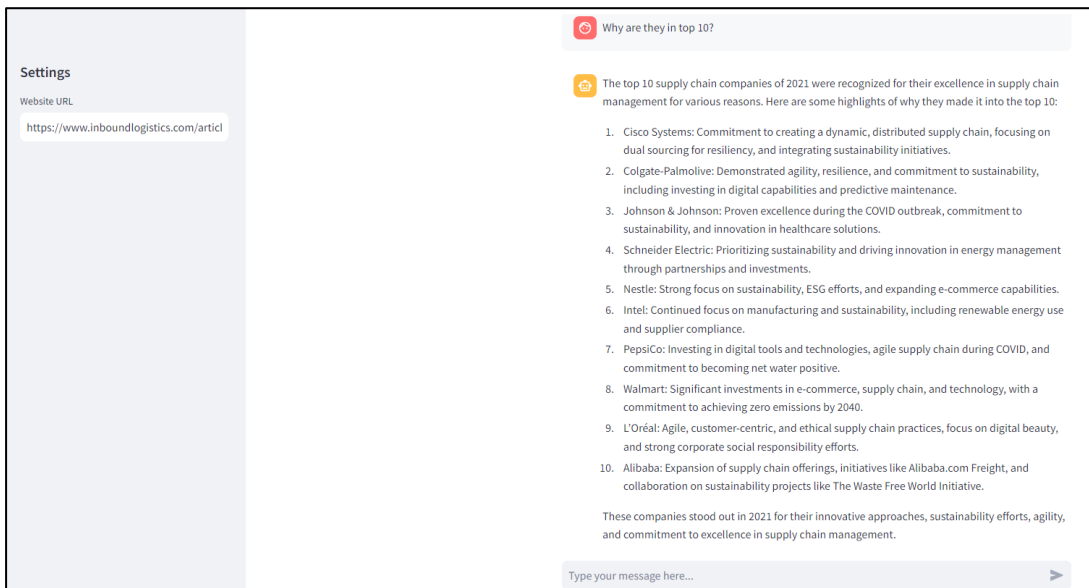 Why are they in top 10?
Settings
Website URL
https://www.inboundlogistics.com/articl
The top 10 supply chain companies of 2021 were recognized for their excellence in supply chain
management for various reasons. Here are some highlights of why they made it into the top 10:
1. Cisco Systems: Commitment to creating a dynamic, distributed supply chain, focusing on
dual sourcing for resiliency, and integrating sustainability initiatives.
2. Colgate-Palmolive: Demonstrated agility, resilience, and commitment to sustainability,
including investing in digital capabilities and predictive maintenance.
3. Johnson & Johnson: Proven excellence during the COVID outbreak, commitment to
sustainability, and innovation in healthcare solutions.
4. Schneider Electric: Prioritizing sustainability and driving innovation in energy management
through partnerships and investments.
5. Nestle: Strong focus on sustainability, ESG efforts, and expanding e-commerce capabilities.
6. Intel: Continued focus on manufacturing and sustainability, including renewable energy use
and supplier compliance.
7. PepsiCo: Investing in digital tools and technologies, agile supply chain during COVID, and
commitment to becoming net water positive.
8. Walmart: Significant investments in e-commerce, supply chain, and technology, with a
commitment to achieving zero emissions by 2040.
9. L’Oréal: Agile, customer-centric, and ethical supply chain practices, focus on digital beauty,
and strong corporate social responsibility efforts.
10. Alibaba: Expansion of supply chain offerings, initiatives like Alibaba.com Freight, and
collaboration on sustainability projects like The Waste Free World Initiative.
These companies stood out in 2021 for their innovative approaches, sustainability efforts, agility,
and commitment to excellence in supply chain management.
Type your message here...